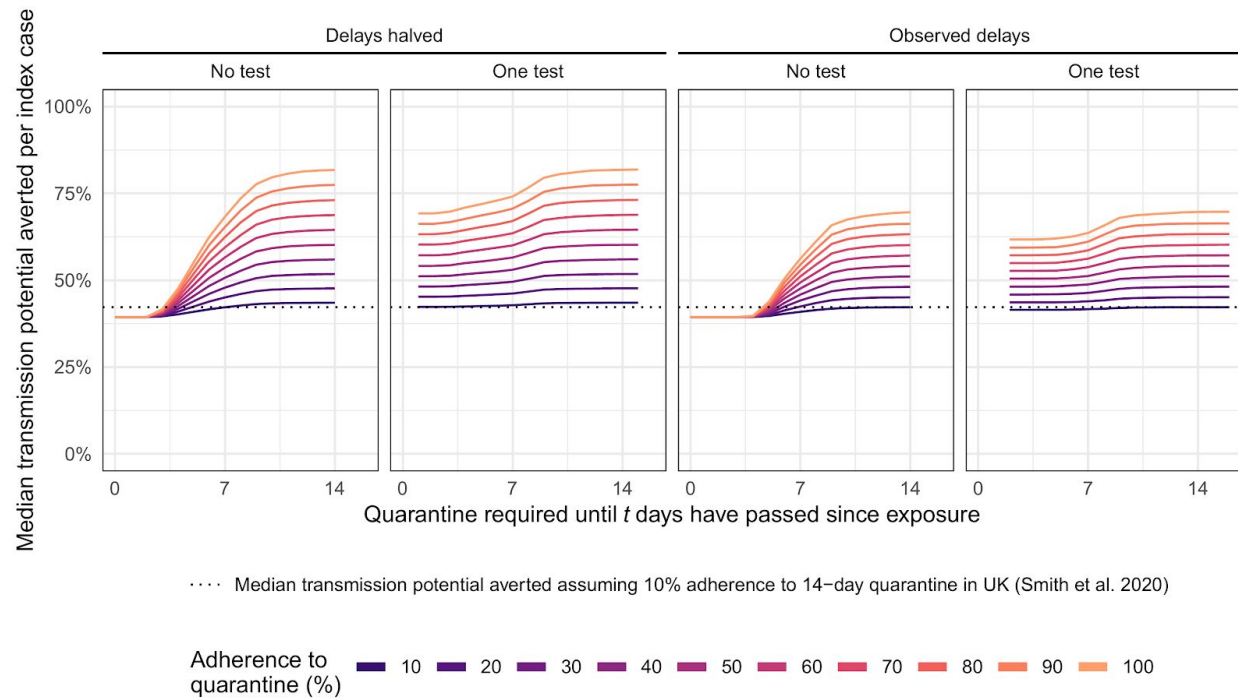 Median transmission potential averted per index case
Delays halved
Observed delays
No test
One test
No test
One test
100%
75%
50%
25%
0%
0 7 14
0 7 14
0 7 14
0 7 14
Quarantine required until t days have passed since exposure
Median transmission potential averted assuming 10% adherence to 14−day quarantine in UK (Smith et al. 2020)
Adherence to
quarantine (%)
10 20 30 40 50 60 70 80 90 100